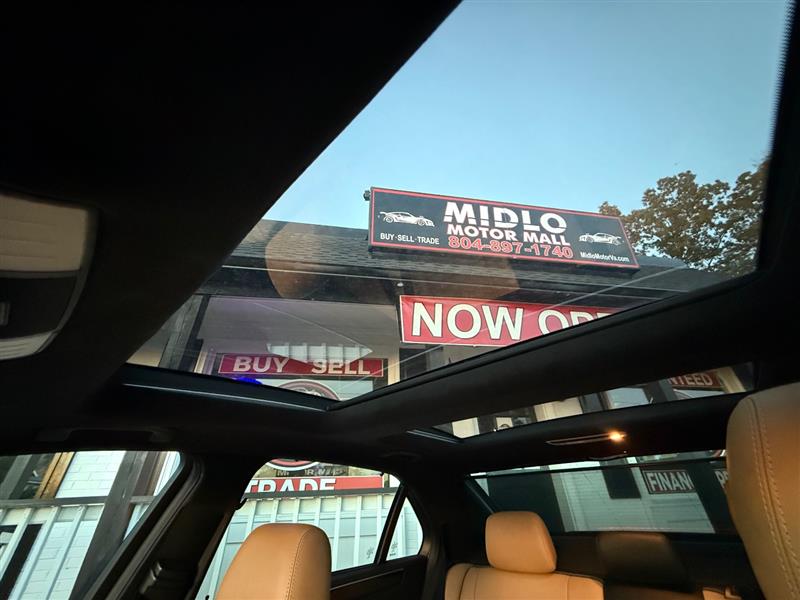 MIDLO
MOTOR MALL
BUY-SELL-TRADE
804-897-1740
MidloMotorVa.com
NOW OP
BUY SELL
TRADE
FINAN